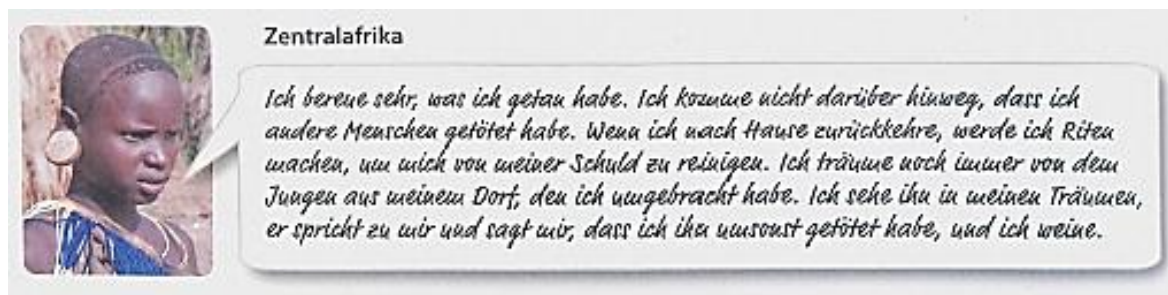 Zentralafrika
Ich bereue sehr, was ich getan habe. Ich komme nicht darüber hinweg, dass ich
andere Menschen getötet habe. Wenn ich nach Hause zurückkehre, werde ich Riten
machen, um mich von meiner Schuld zu reinigen. Ich träume noch immer von dem
Jungen aus meinem Dorf, den ich umgebracht habe. Ich sehe ihn in meinen Träumen,
er spricht zu mir und sagt mir, dass ich ihn umsonst getötet habe, und ich weine.